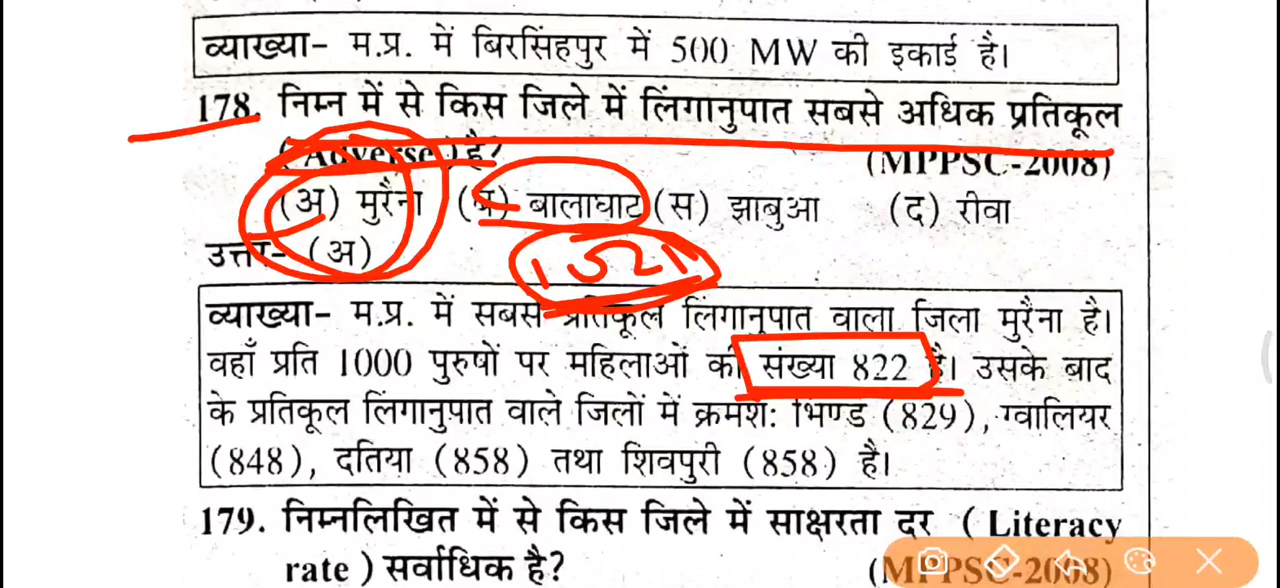 व्याख्या- म.प्र. में बिरसिंहपुर में 500 MW की इकाई है।
178. निम्न में से किस जिले में लिंगानुपात सबसे अधिक प्रतिकूल
(Adverse) है? (MPPSC-2008)
(अ) मुरैना (ब) बालाघाट (स) झाबुआ (द) रीवा
1521
उत्तर- (अ)
व्याख्या- म.प्र. में सबसे प्रतिकूल लिंगानुपात वाला जिला मुरैना है।
वहाँ प्रति 1000 पुरुषों पर महिलाओं की संख्या 822 है। उसके बाद
के प्रतिकूल लिंगानुपात वाले जिलों में क्रमश: भिण्ड (829), ग्वालियर
(848), दतिया (858) तथा शिवपुरी (858) है।
179. निम्नलिखित में से किस जिले में साक्षरता दर ( Literacy
rate ) सर्वाधिक है? (MPPSC-2008)